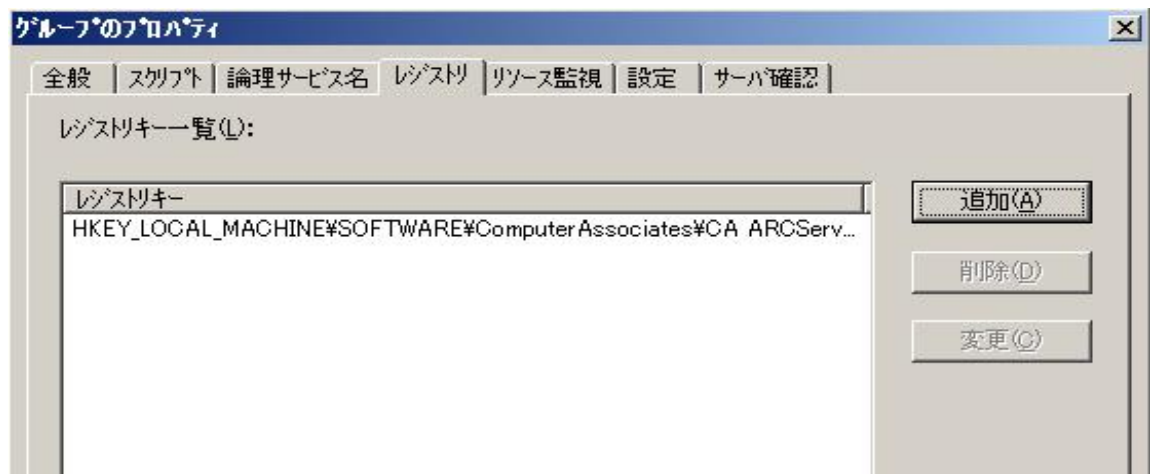 グループのプロパティ
全般 スクリプト 論理サービス名 レジストリ リソース監視 設定 サーバ確認
レジストリキー一覧(L):
レジストリキー
追加(A)
HKEY_LOCAL_MACHINE¥SOFTWARE¥ComputerAssociates¥CA ARCServ...
削除(D)
変更(C)